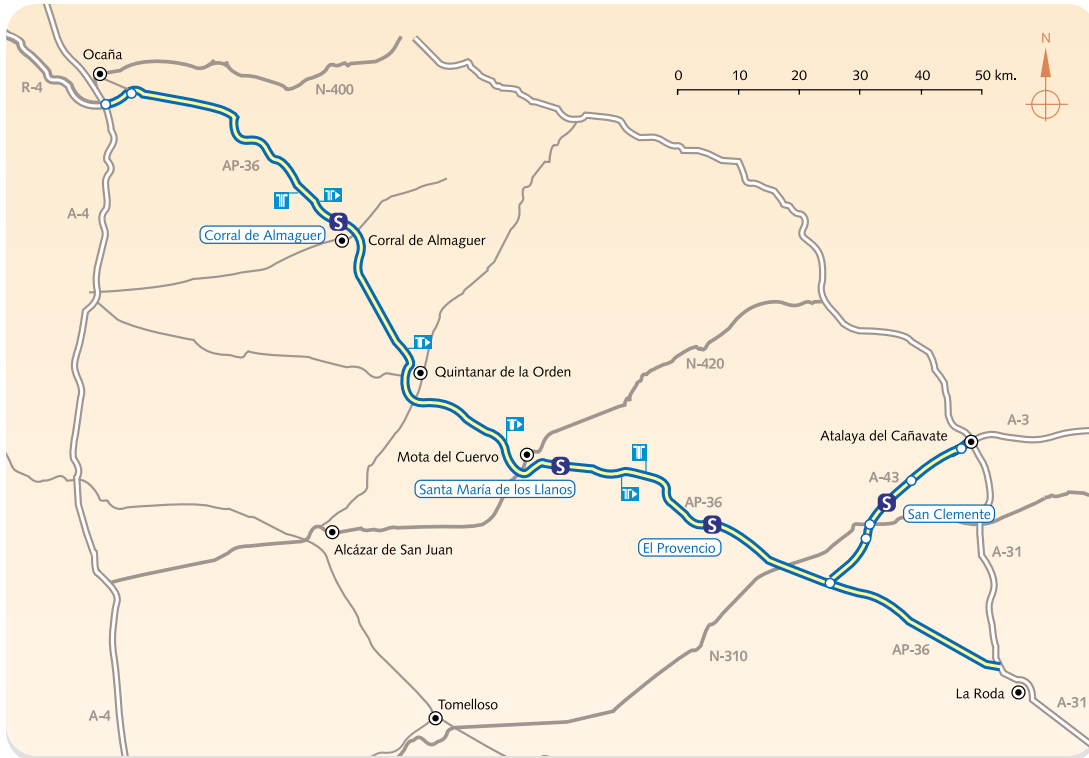 Ocaña
N
0 10 20 30 40 50 km.
R-4
N-400
AP-36
T
T
S
A-4
Corral de Almaguer
Corral de Almaguer
T
Quintanar de la Orden
N-420
T
A-3
Atalaya del Cañavate
Mota del Cuervo
T
S
A-43
Santa María de los Llanos
T
AP-36
S
San Clemente
S
El Provencio
Alcázar de San Juan
A-31
N-310
AP-36
La Roda
A-31
Tomelloso
A-4